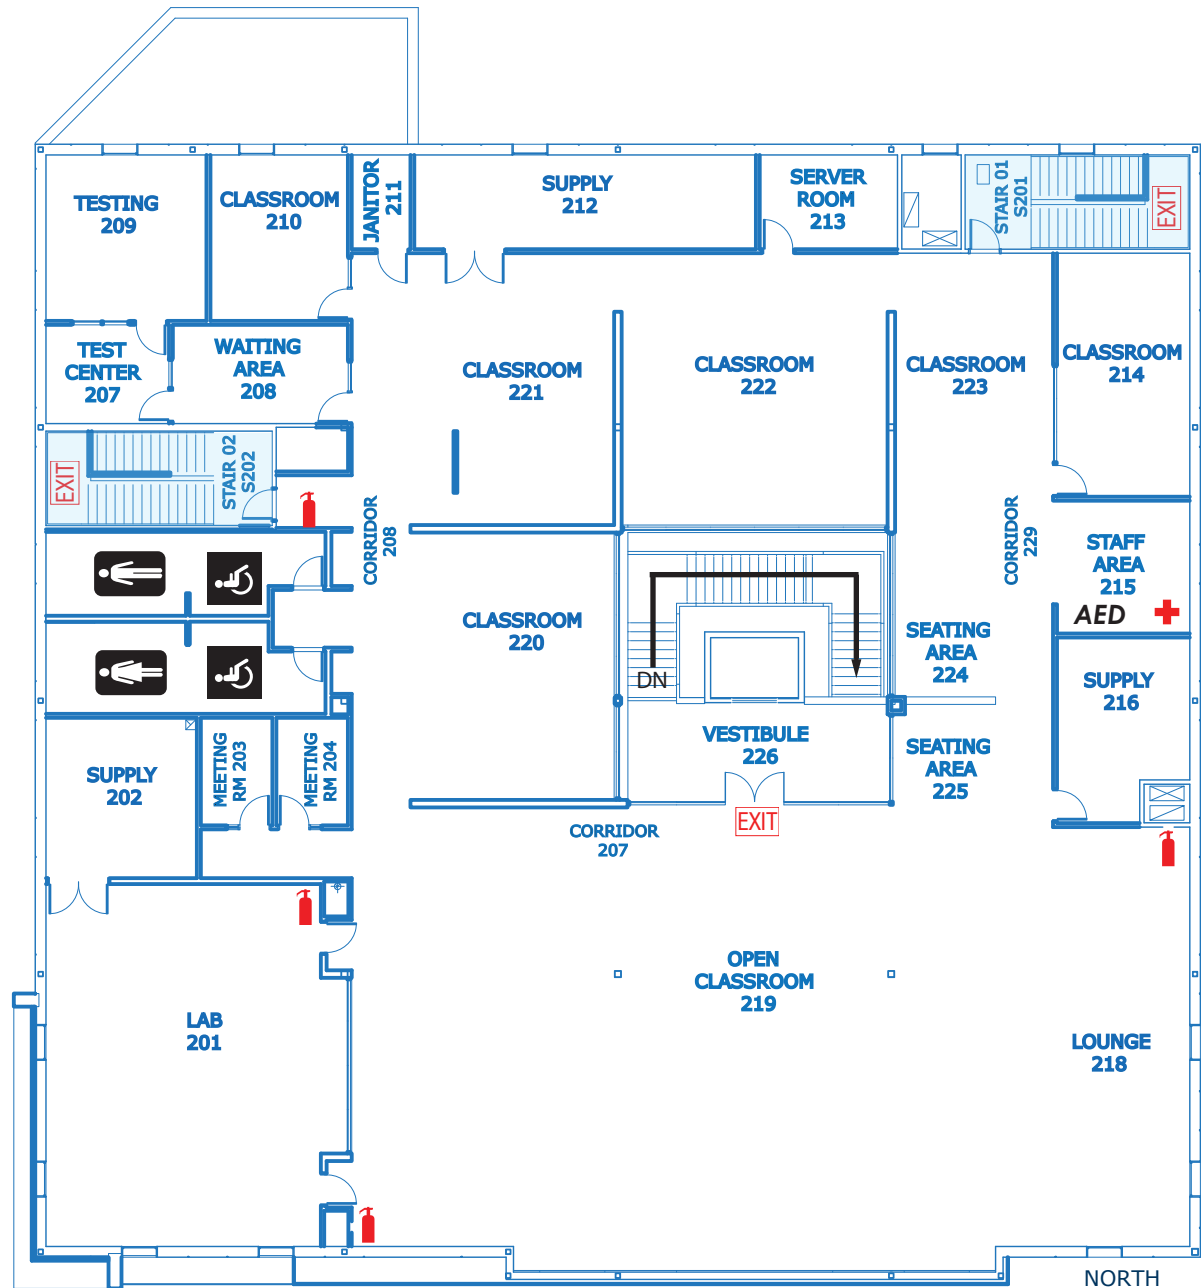 TESTING
209
CLASSROOM
210
JANITOR
211
SUPPLY
212
SERVER
ROOM
213
STAIR 01
S201
EXIT
TEST
CENTER
207
WAITING
AREA
208
CLASSROOM
221
CLASSROOM
222
CLASSROOM
223
CLASSROOM
214
EXIT
STAIR 02
S202
CORRIDOR
208
CORRIDOR
229
STAFF
AREA
215
AED
CLASSROOM
220
SEATING
AREA
224
DN
SUPPLY
216
VESTIBULE
226
SEATING
AREA
225
SUPPLY
202
MEETING
RM 203
MEETING
RM 204
EXIT
CORRIDOR
207
OPEN
CLASSROOM
219
LAB
201
LOUNGE
218
NORTH